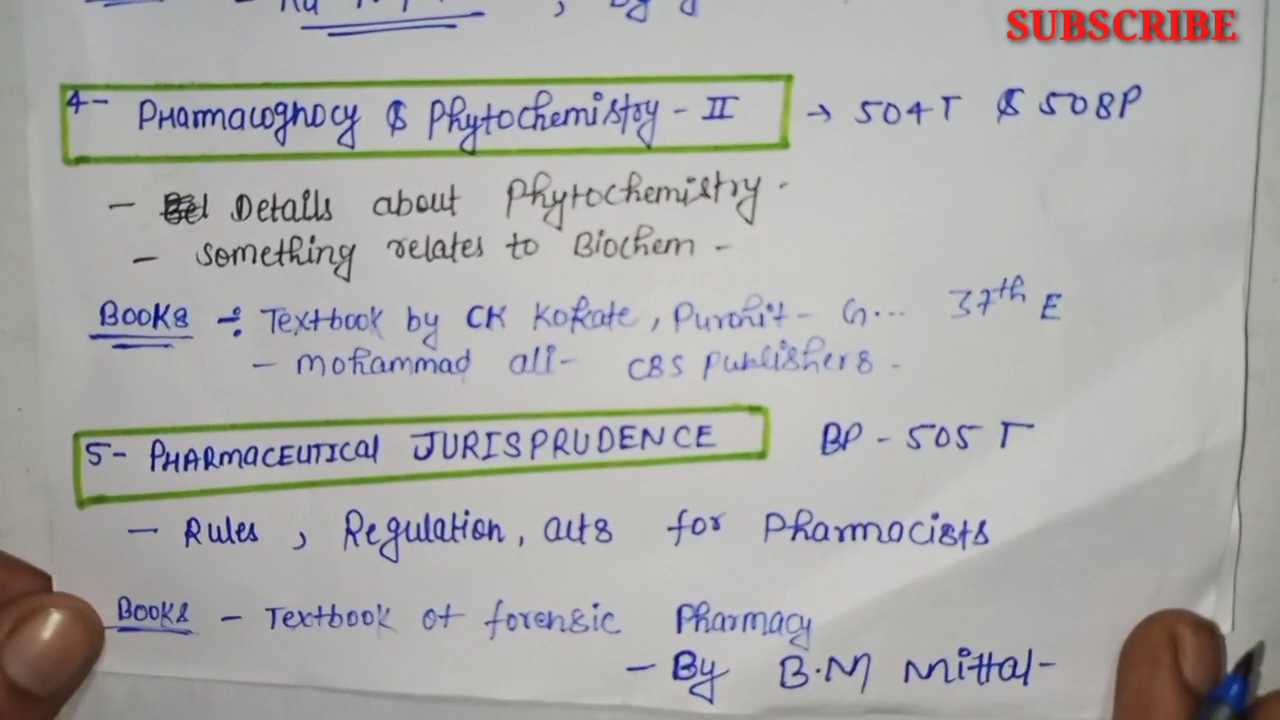 SUBSCRIBE
4- Pharmacognocy & Phytochemistry - II → 504T & 508P
- Details about Phytochemistry.
- something relates to Biochem -
Books ÷ Textbook by CK Kokate, Purohit - G... 37th E
- Mohammad ali - CBS Publishers -
5- PHARMACEUTICAL JURISPRUDENCE BP - 505 T
- Rules, Regulation, acts for Pharmocists
Books - Textbook of forensic Pharmacy
- By B.M Mittal -